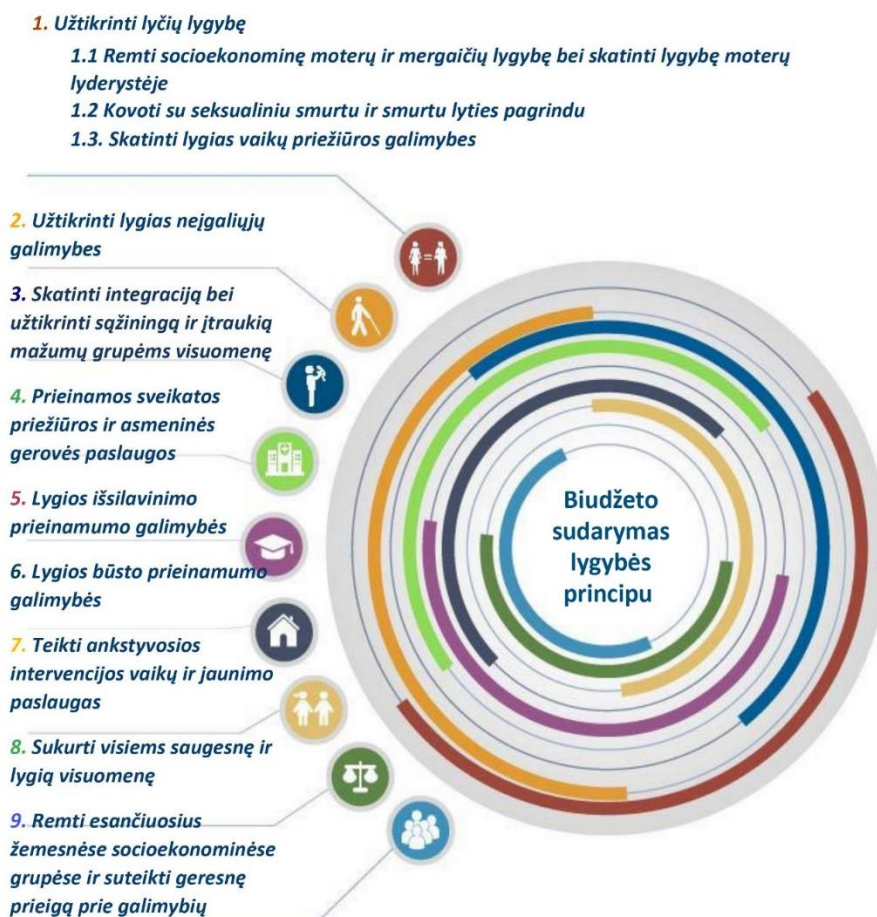 1. Užtikrinti lyčių lygybę
1.1 Remti socioekonominę moterų ir mergaičių lygybę bei skatinti lygybę moterų
lyderystėje
1.2 Kovoti su seksualiniu smurtu ir smurtu lyties pagrindu
1.3. Skatinti lygias vaikų priežiūros galimybes
2. Užtikrinti lygias neįgaliųjų
galimybes
3. Skatinti integraciją bei
užtikrinti sąžiningą ir įtraukią
mažumų grupėms visuomenę
4. Prieinamos sveikatos
priežiūros ir asmeninės
gerovės paslaugos
5. Lygios išsilavinimo
prieinamumo galimybės
6. Lygios būsto prieinamumo
galimybės
7. Teikti ankstyvosios
intervencijos vaikų ir jaunimo
paslaugas
8. Sukurti visiems saugesnę ir
lygią visuomenę
9. Remti esančiuosius
žemesnėse socioekonominėse
grupėse ir suteikti geresnę
prieigą prie galimybių
Biudžeto
sudarymas
lygybės
principu